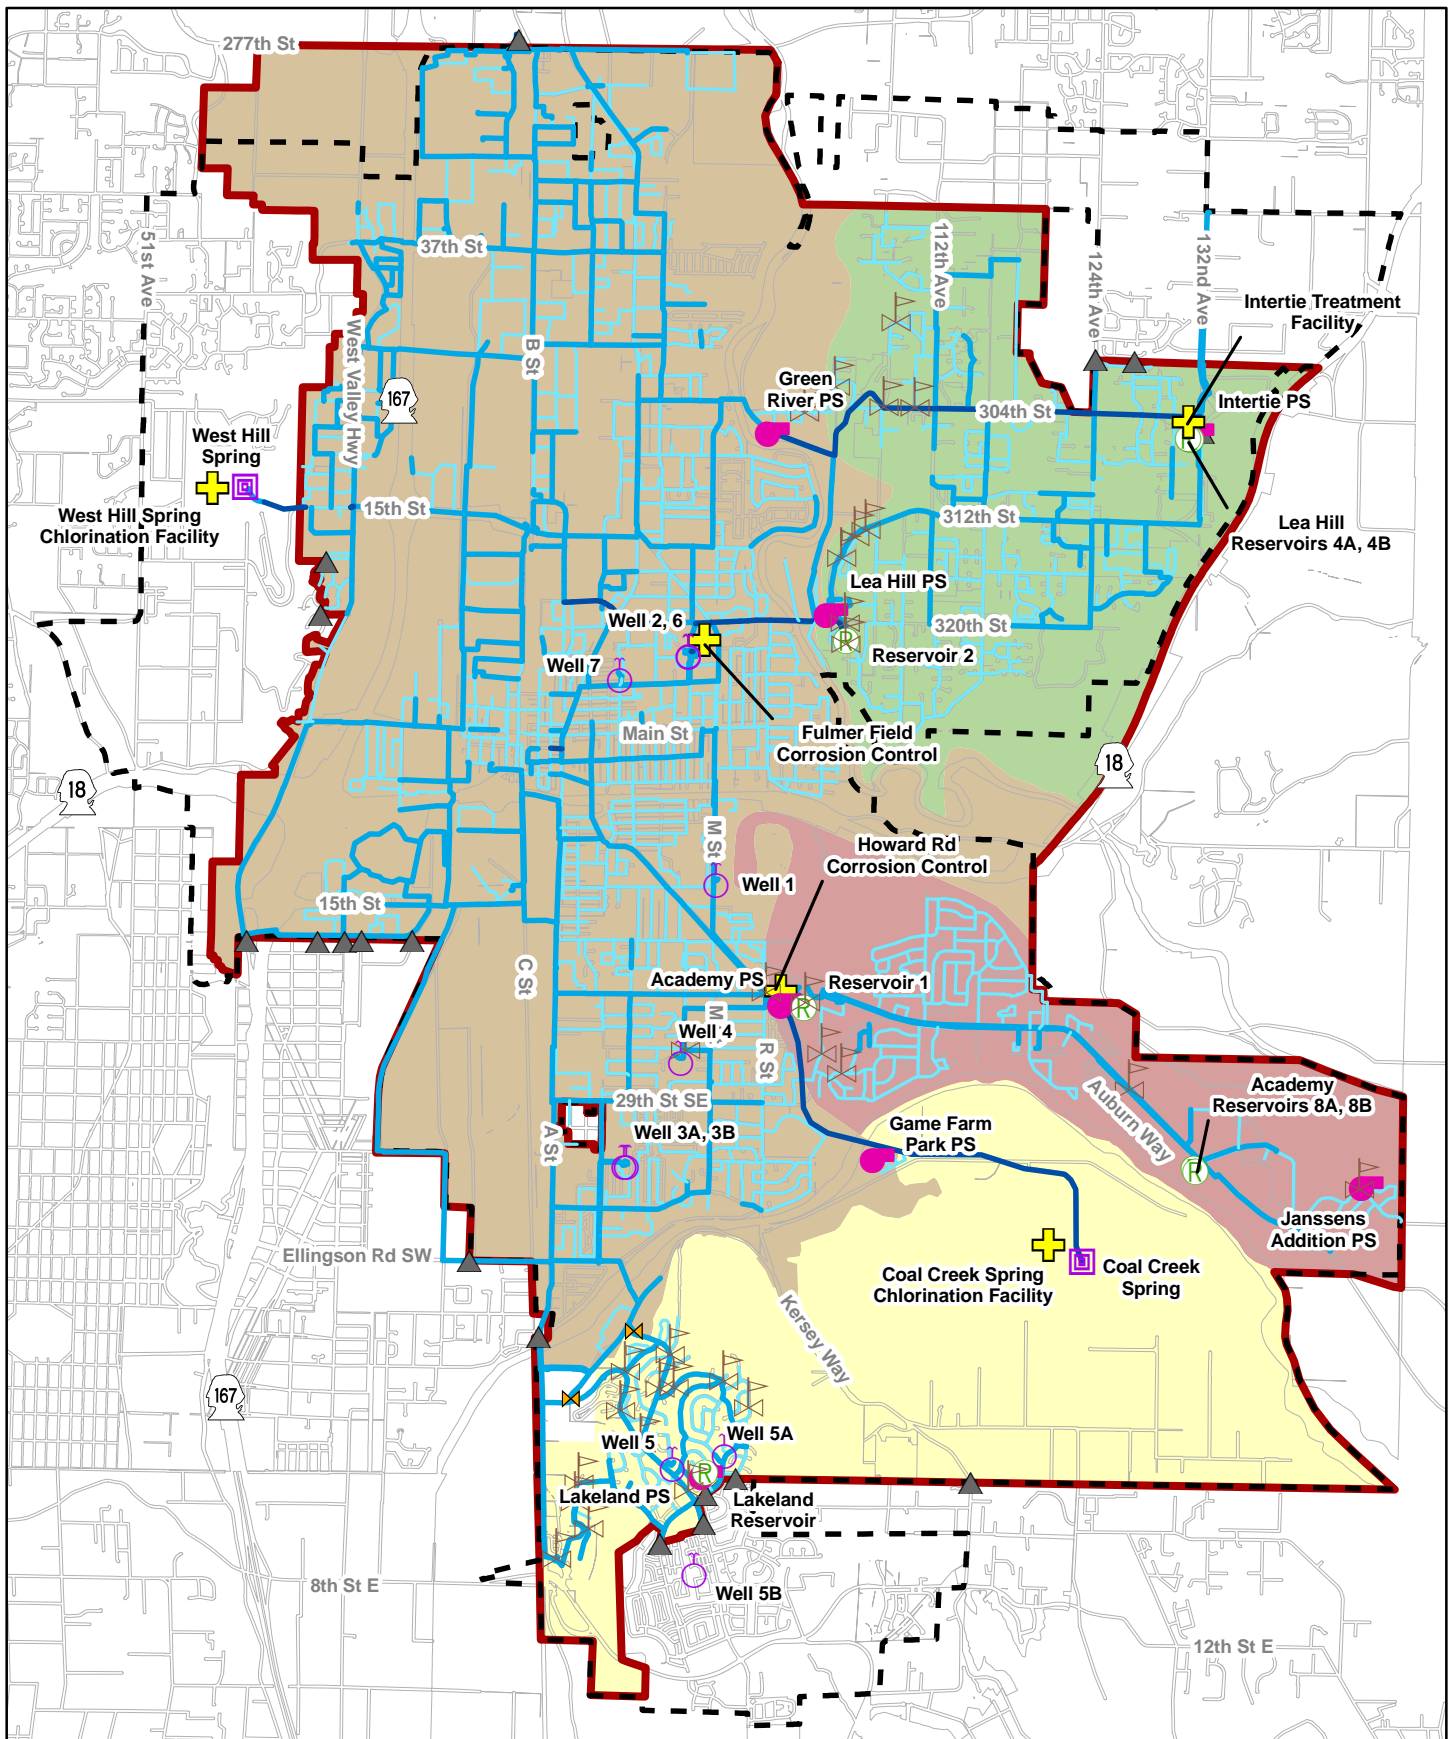 277th St
51st Ave
37th St
West Valley Hwy
B St
112th Ave
124th Ave
132nd Ave
167
Intertie Treatment
Facility
Green
River PS
304th St
Intertie PS
West Hill
Spring
West Hill Spring
Chlorination Facility
15th St
312th St
Lea Hill
Reservoirs 4A, 4B
R
Lea Hill PS
Well 2, 6
320th St
R
Reservoir 2
Well 7
Main St
Fulmer Field
Corrosion Control
18
18
Howard Rd
Corrosion Control
M St
Well 1
15th St
C St
Academy PS
Reservoir 1
R
M St
Well 4
R St
29th St SE
Auburn Way
Academy
Reservoirs 8A, 8B
R
A St
Well 3A, 3B
Game Farm
Park PS
Janssens
Addition PS
Ellingson Rd SW
Coal Creek Spring
Chlorination Facility
Coal Creek
Spring
Kersey Way
167
Well 5
Well 5A
R
Lakeland PS
Lakeland
Reservoir
8th St E
Well 5B
12th St E